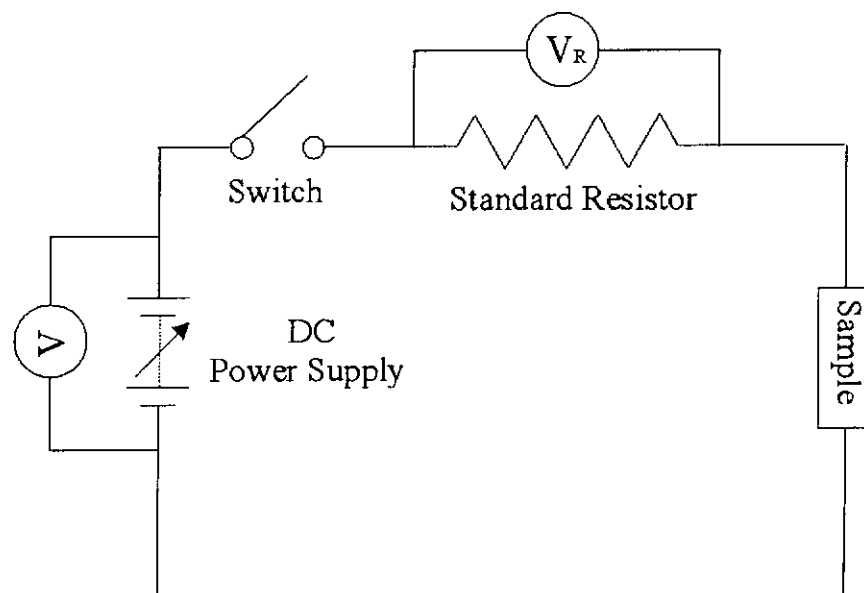 V_R
Switch
Standard Resistor
V
DC
Power Supply
Sample